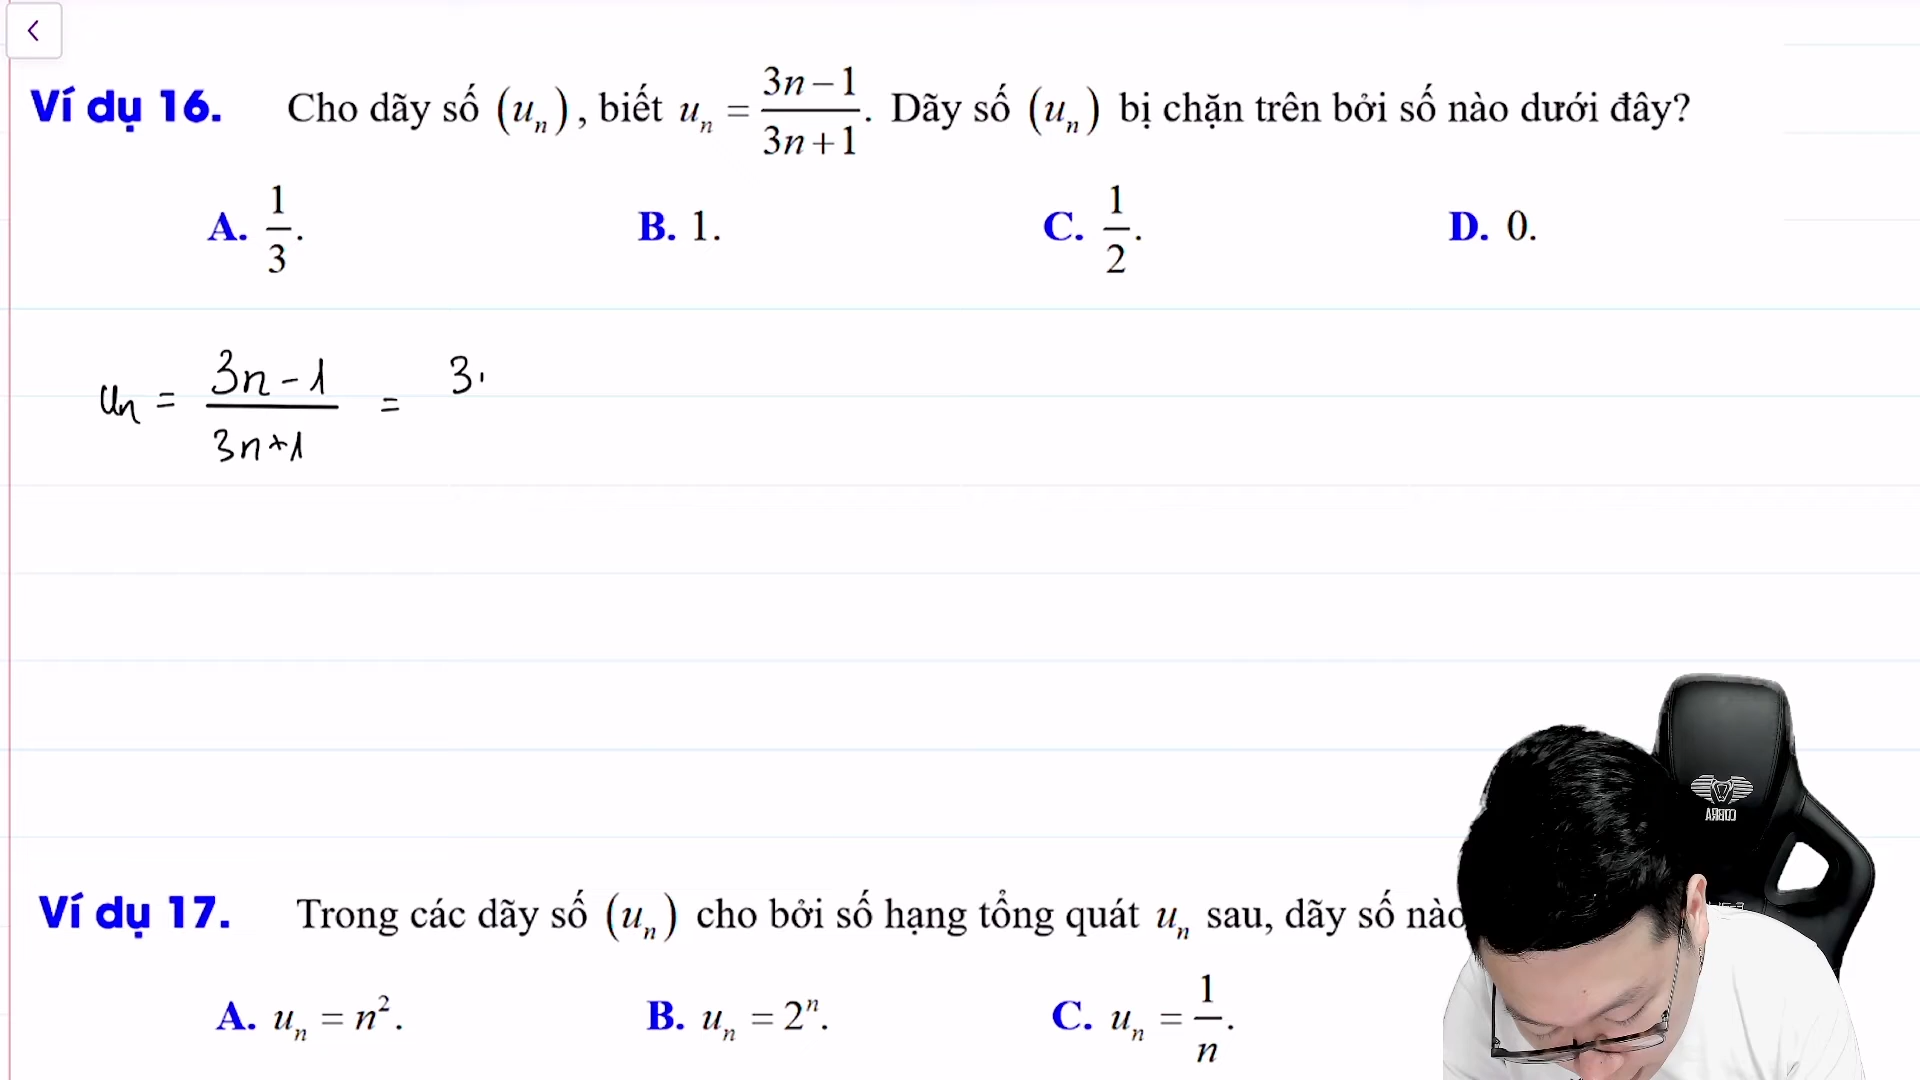 Ví dụ 16. Cho dãy số (uₙ), biết uₙ = (3n−1)/(3n+1). Dãy số (uₙ) bị chặn trên bởi số nào dưới đây?
A. 1/3. B. 1. C. 1/2. D. 0.
uₙ = (3n − 1)/(3n + 1) = 3
COBRA
Ví dụ 17. Trong các dãy số (uₙ) cho bởi số hạng tổng quát uₙ sau, dãy số nào
A. uₙ = n². B. uₙ = 2ⁿ. C. uₙ = 1/n.